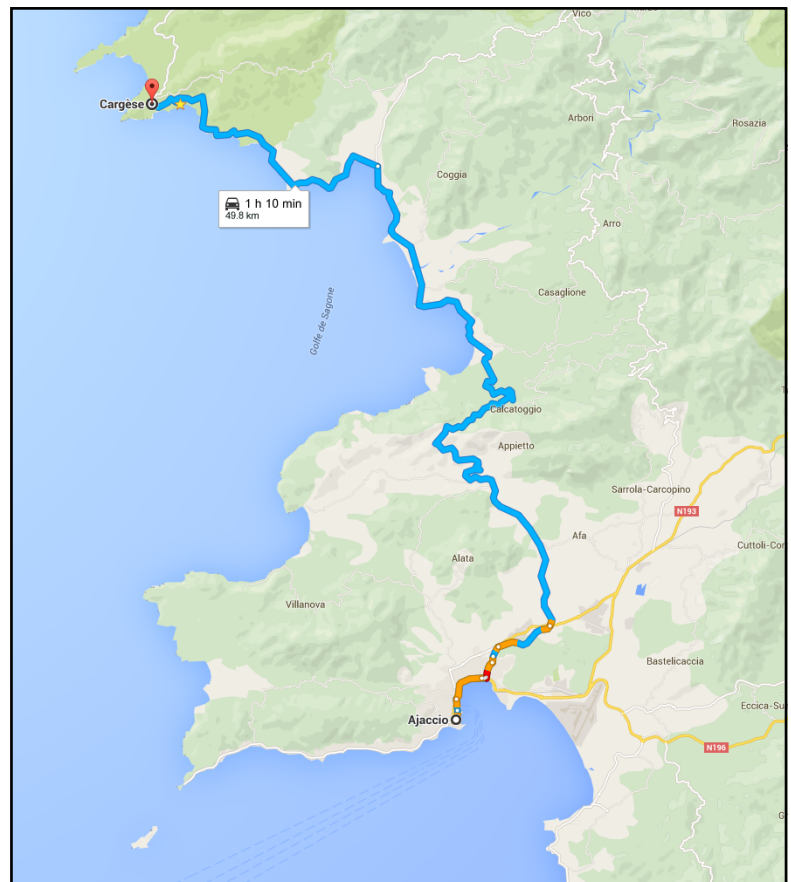 Vico
Cargèse
Arbori
Rosazia
Coggia
1 h 10 min
49.8 km
Arro
Casaglione
Golfe de Sagone
Calcatoggio
Appietto
Sarrola-Carcopino
N193
Afa
Cuttoli-Cor
Alata
Villanova
Bastelicaccia
Eccica-Su
Ajaccio
N196